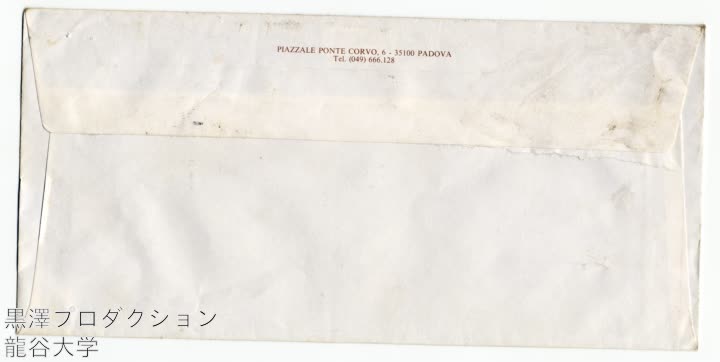 PIAZZALE PONTE CORVO, 6 - 35100 PADOVA
Tel. (049) 666.128
黒澤プロダクション
龍谷大学